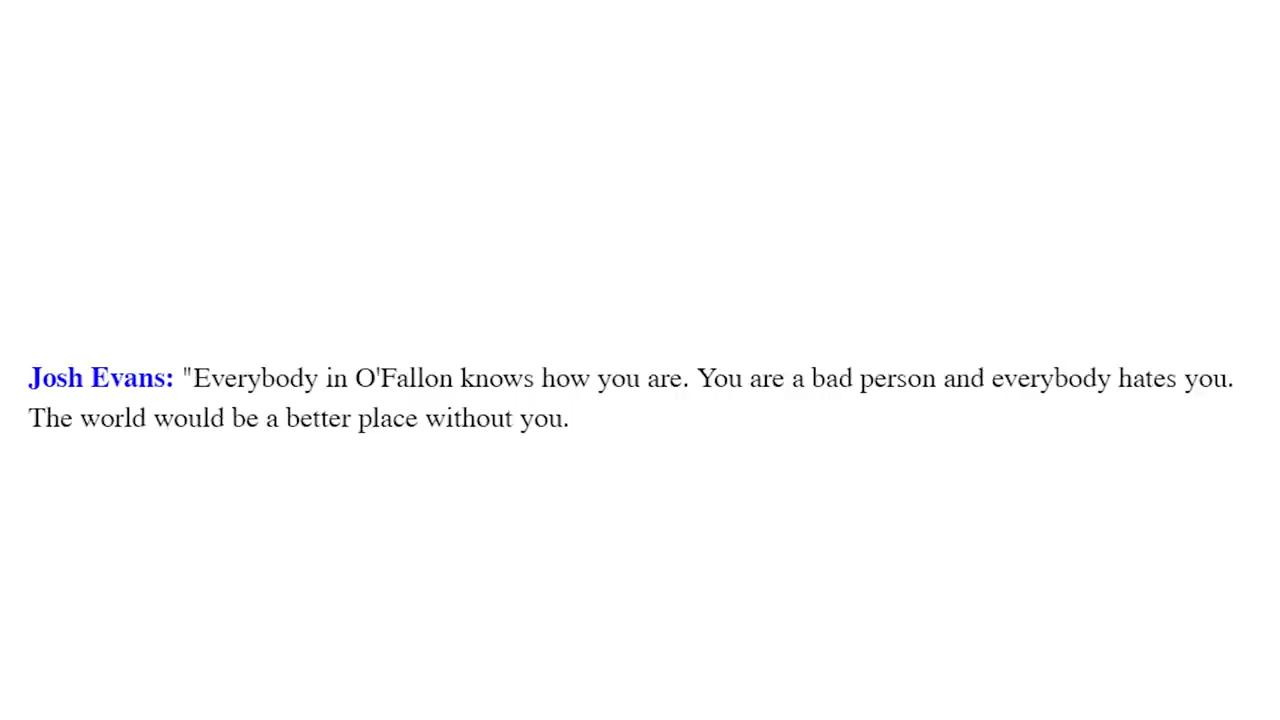 Josh Evans: "Everybody in O'Fallon knows how you are. You are a bad person and everybody hates you.
The world would be a better place without you.